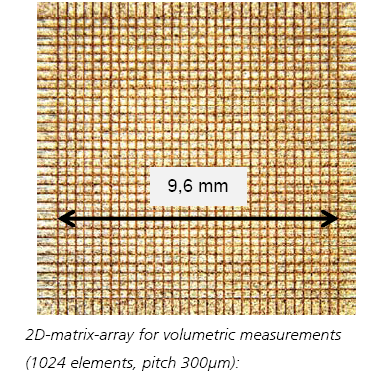 9,6 mm
2D-matrix-array for volumetric measurements
(1024 elements, pitch 300µm):